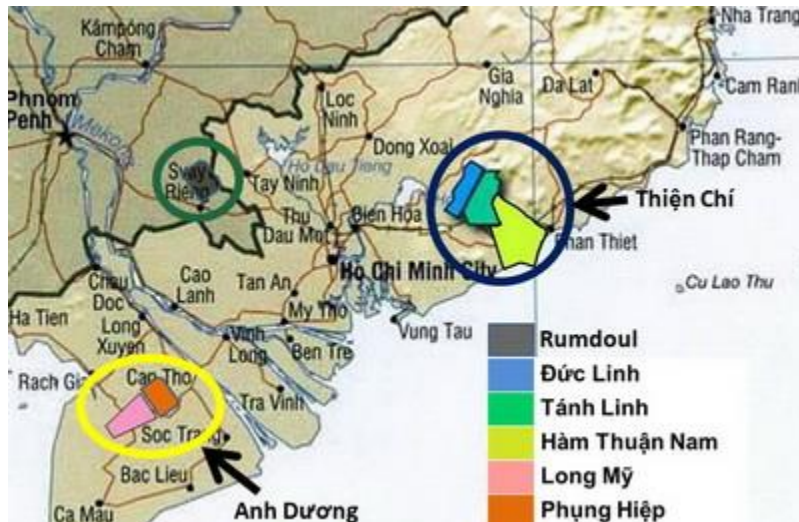 Nha Trang
Kâmpóng
Cham
Gia
Nghia
Da Lat
Cam Ranh
Loc
Ninh
Phnom
Penh
Mekong
Dong Xoai
Phan Rang-
Thap Cham
Svay
Rieng
Tay Ninh
Ho Dau Tieng
Thiện Chí
Thu
Dau Mot
Bien Hoa
Phan Thiet
Ho Chi Minh City
Chau
Doc
Cao
Lanh
Tan An
Cu Lao Thu
Ha Tien
Long
Xuyen
My Tho
Vung Tau
Vinh
Long
Ben Tre
Rach Gia
Can Tho
Tra Vinh
Soc Trang
Bac Lieu
Ca Mau
Anh Dương
Rumdoul
Đức Linh
Tánh Linh
Hàm Thuận Nam
Long Mỹ
Phụng Hiệp